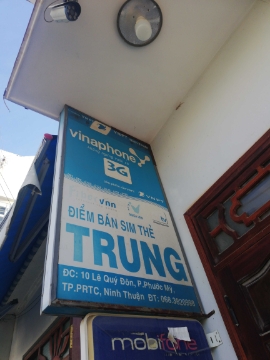 vinaphone
3G
vnn
ĐIỂM BÁN SIM THẺ
TRUNG
ĐC: 10 Lê Quý Đôn, P.Phước Mỹ,
TP.PRTC, Ninh Thuận ĐT:
mobifone